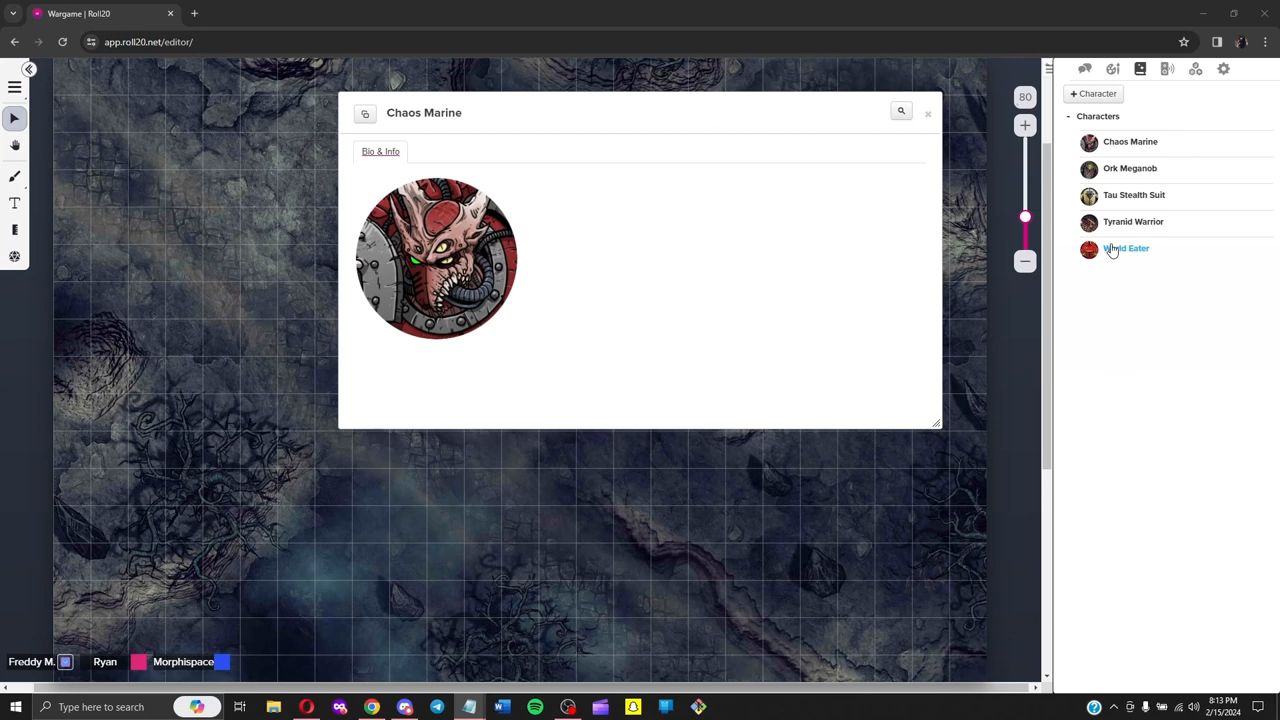 Wargame | Roll20
app.roll20.net/editor/
80
Chaos Marine
Bio & Info
+ Character
- Characters
Chaos Marine
Ork Meganob
Tau Stealth Suit
Tyranid Warrior
World Eater
Freddy M.
Ryan
Morphispace
Type here to search
8:13 PM
2/15/2024